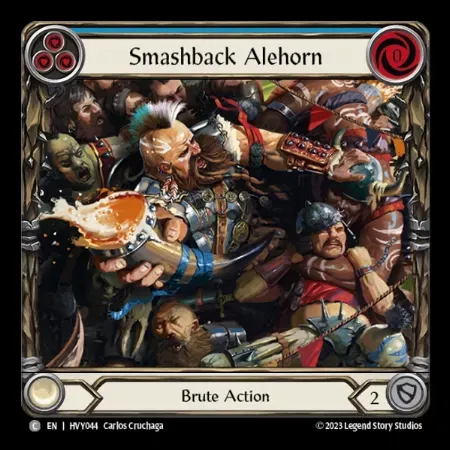 Smashback Alehorn
0
Brute Action
2
C EN | HVY044 Carlos Cruchaga
©2023 Legend Story Studios